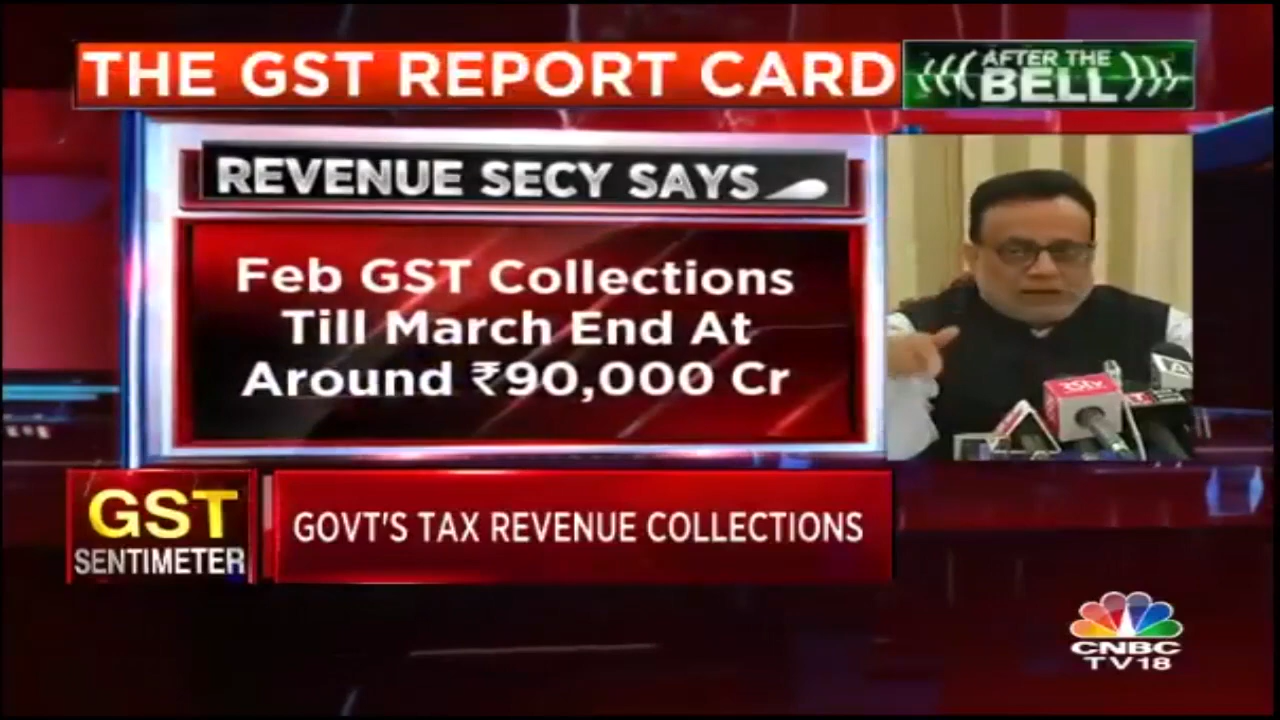 THE GST REPORT CARD
AFTER THE
BELL
REVENUE SECY SAYS
Feb GST Collections
Till March End At
Around ₹90,000 Cr
GST
SENTIMETER
GOVT'S TAX REVENUE COLLECTIONS
CNBC
TV18